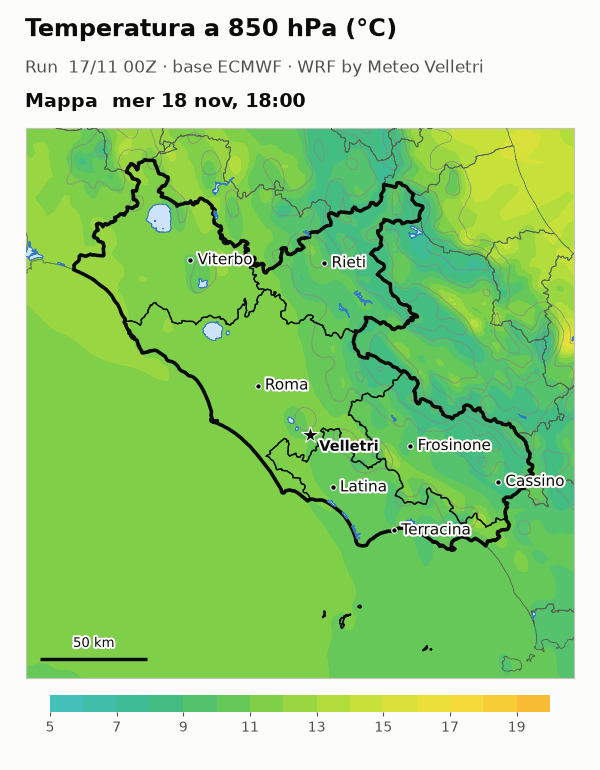 Temperatura a 850 hPa (°C)
Run  17/11 00Z · base ECMWF · WRF by Meteo Velletri
Mappa  mer 18 nov, 18:00
Viterbo
Rieti
Roma
Velletri
Frosinone
Latina
Cassino
Terracina
50 km
5 7 9 11 13 15 17 19